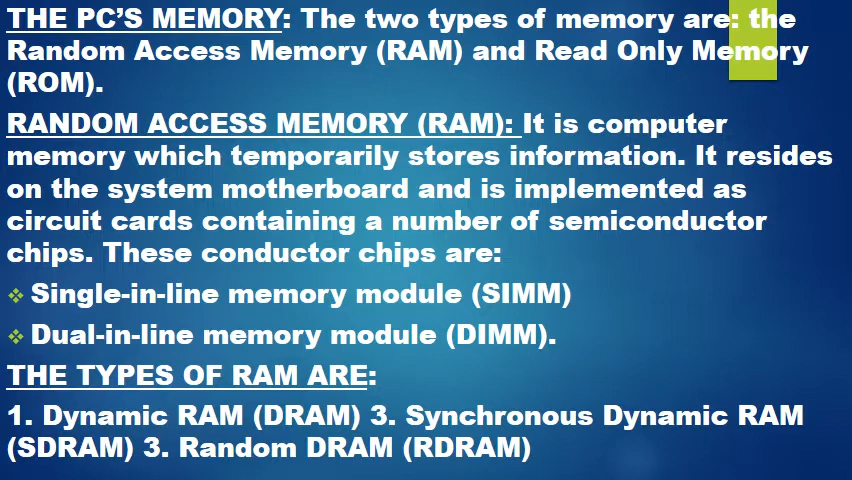 THE PC’S MEMORY: The two types of memory are: the
Random Access Memory (RAM) and Read Only Memory
(ROM).
RANDOM ACCESS MEMORY (RAM): It is computer
memory which temporarily stores information. It resides
on the system motherboard and is implemented as
circuit cards containing a number of semiconductor
chips. These conductor chips are:
❖ Single-in-line memory module (SIMM)
❖ Dual-in-line memory module (DIMM).
THE TYPES OF RAM ARE:
1. Dynamic RAM (DRAM) 3. Synchronous Dynamic RAM
(SDRAM) 3. Random DRAM (RDRAM)